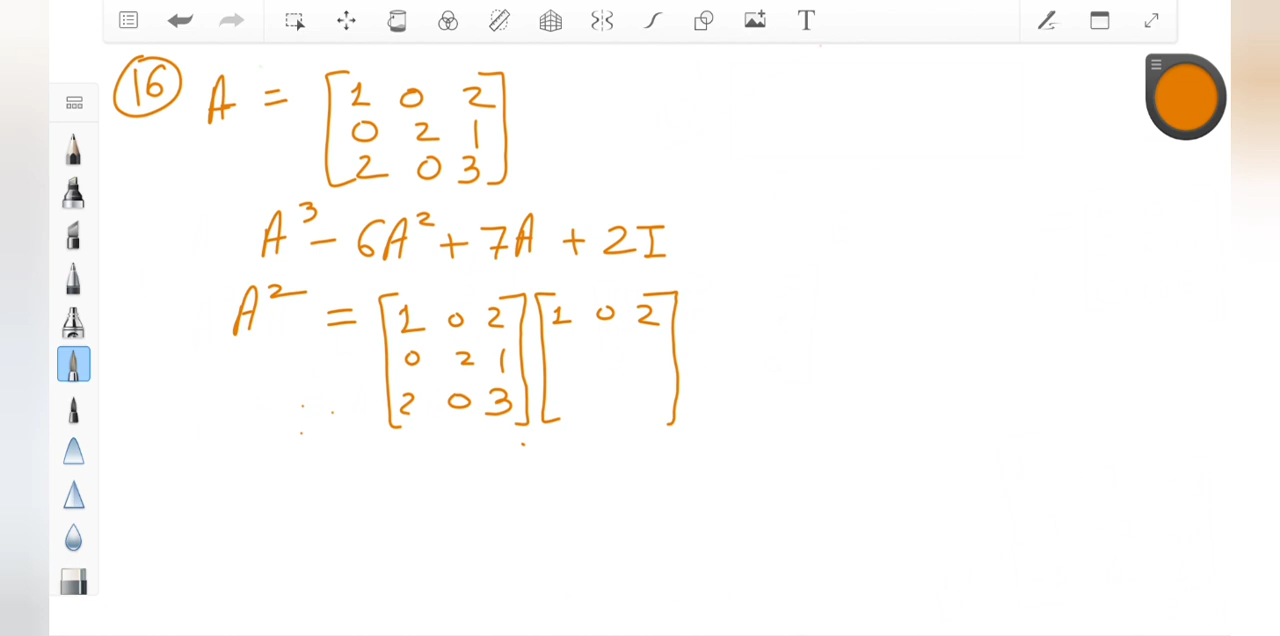 T
16 A = [1 0 2
0 2 1
2 0 3]
A³ - 6A² + 7A + 2I
A² = [1 0 2] [1 0 2]
0 2 1
2 0 3